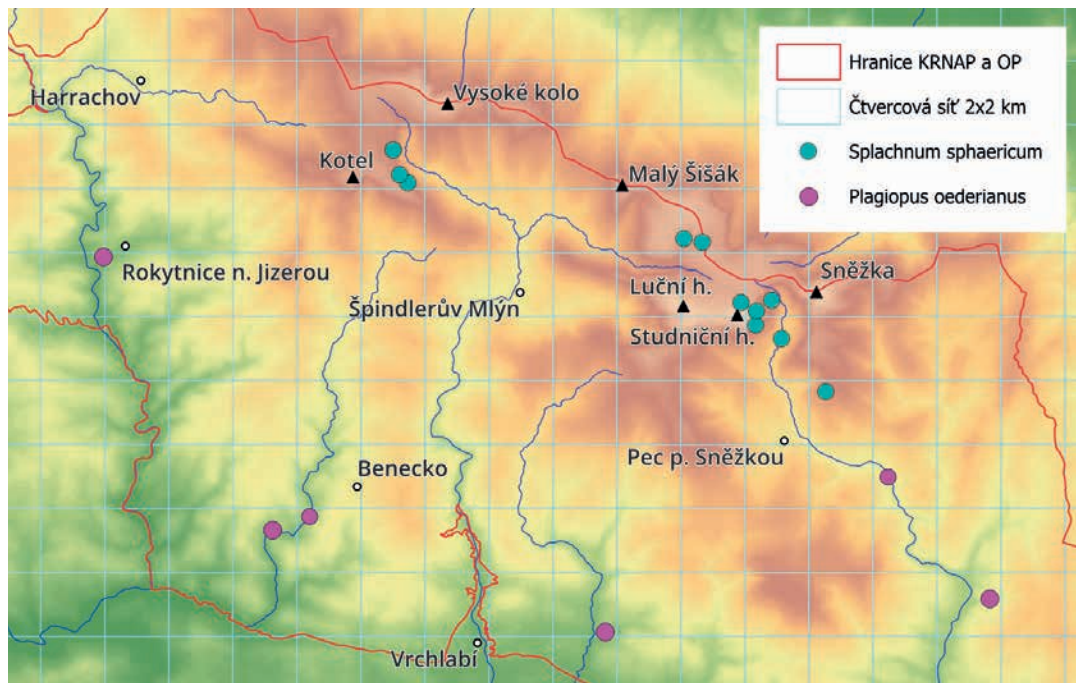 Harrachov
Vysoké kolo
Kotel
Malý Šišák
Rokytnice n. Jizerou
Špindlerův Mlýn
Luční h.
Sněžka
Studniční h.
Benecko
Pec p. Sněžkou
Vrchlabí
Hranice KRNAP a OP
Čtvercová síť 2x2 km
Splachnum sphaericum
Plagiopus oederianus